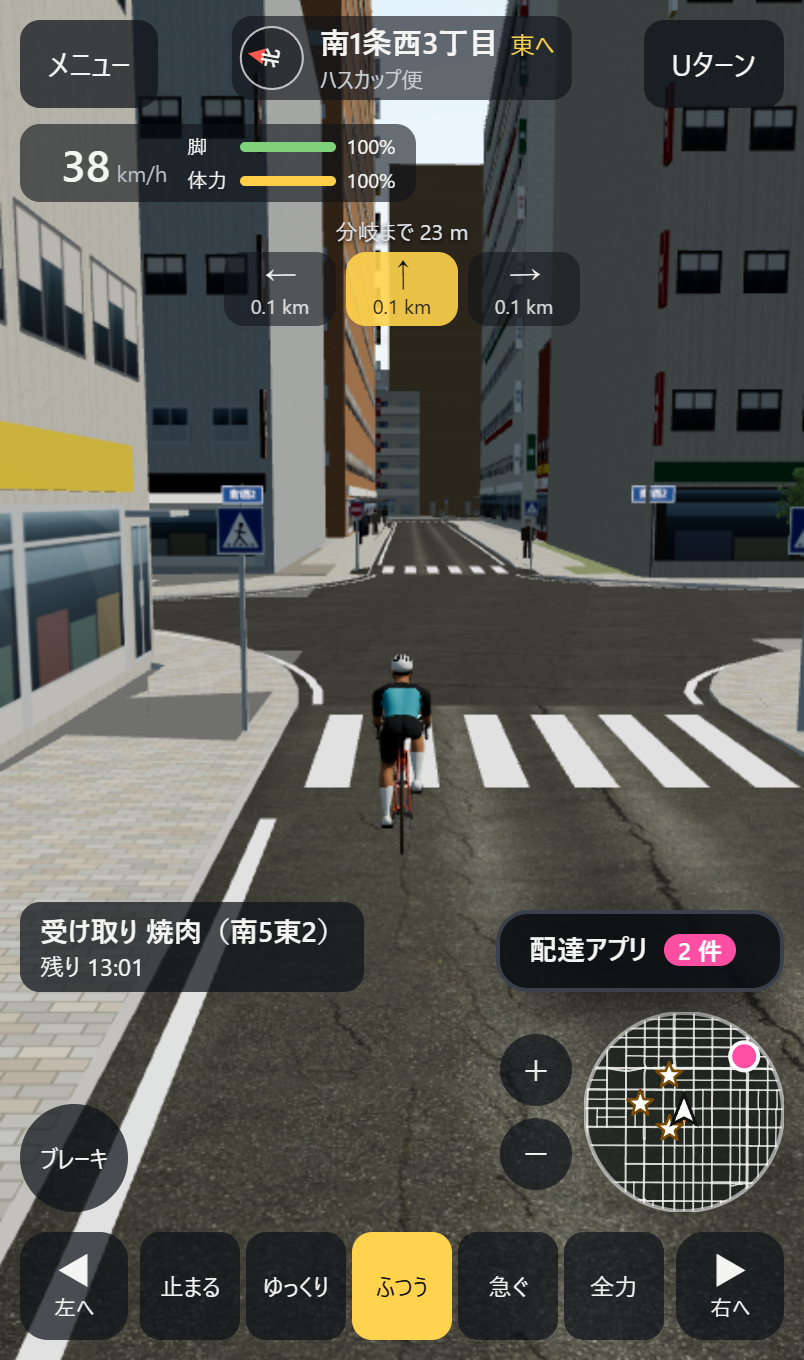 メニュー
北
南1条西3丁目 東へ
ハスカップ便
Uターン
38 km/h
脚 100%
体力 100%
分岐まで 23 m
← ↑ →
0.1 km 0.1 km 0.1 km
受け取り 焼肉（南5東2）
残り 13:01
配達アプリ 2 件
＋
－
ブレーキ
◀ ▶
左へ 止まる ゆっくり ふつう 急ぐ 全力 右へ